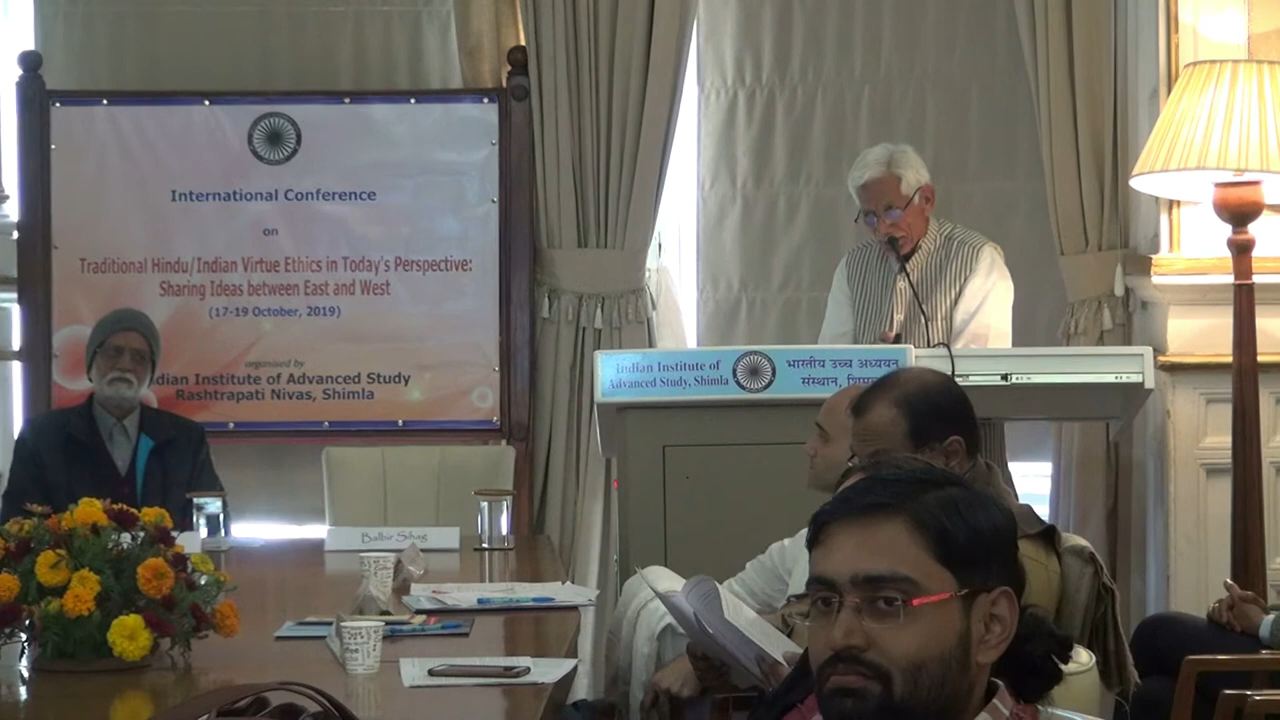 International Conference
on
Traditional Hindu/Indian Virtue Ethics in Today's Perspective:
Sharing Ideas between East and West
(17-19 October, 2019)
organised by
ndian Institute of Advanced Study
Rashtrapati Nivas, Shimla
Indian Institute of
Advanced Study, Shimla
भारतीय उच्च अध्ययन
संस्थान,
Balbir Sihag